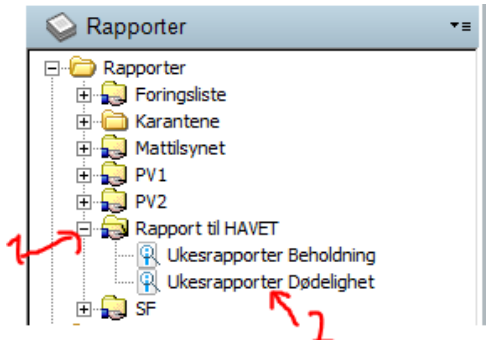 Rapporter
Rapporter
Foringsliste
Karantene
Mattilsynet
PV1
PV2
1 Rapport til HAVET
Ukesrapporter Beholdning
Ukesrapporter Dødelighet
SF 2